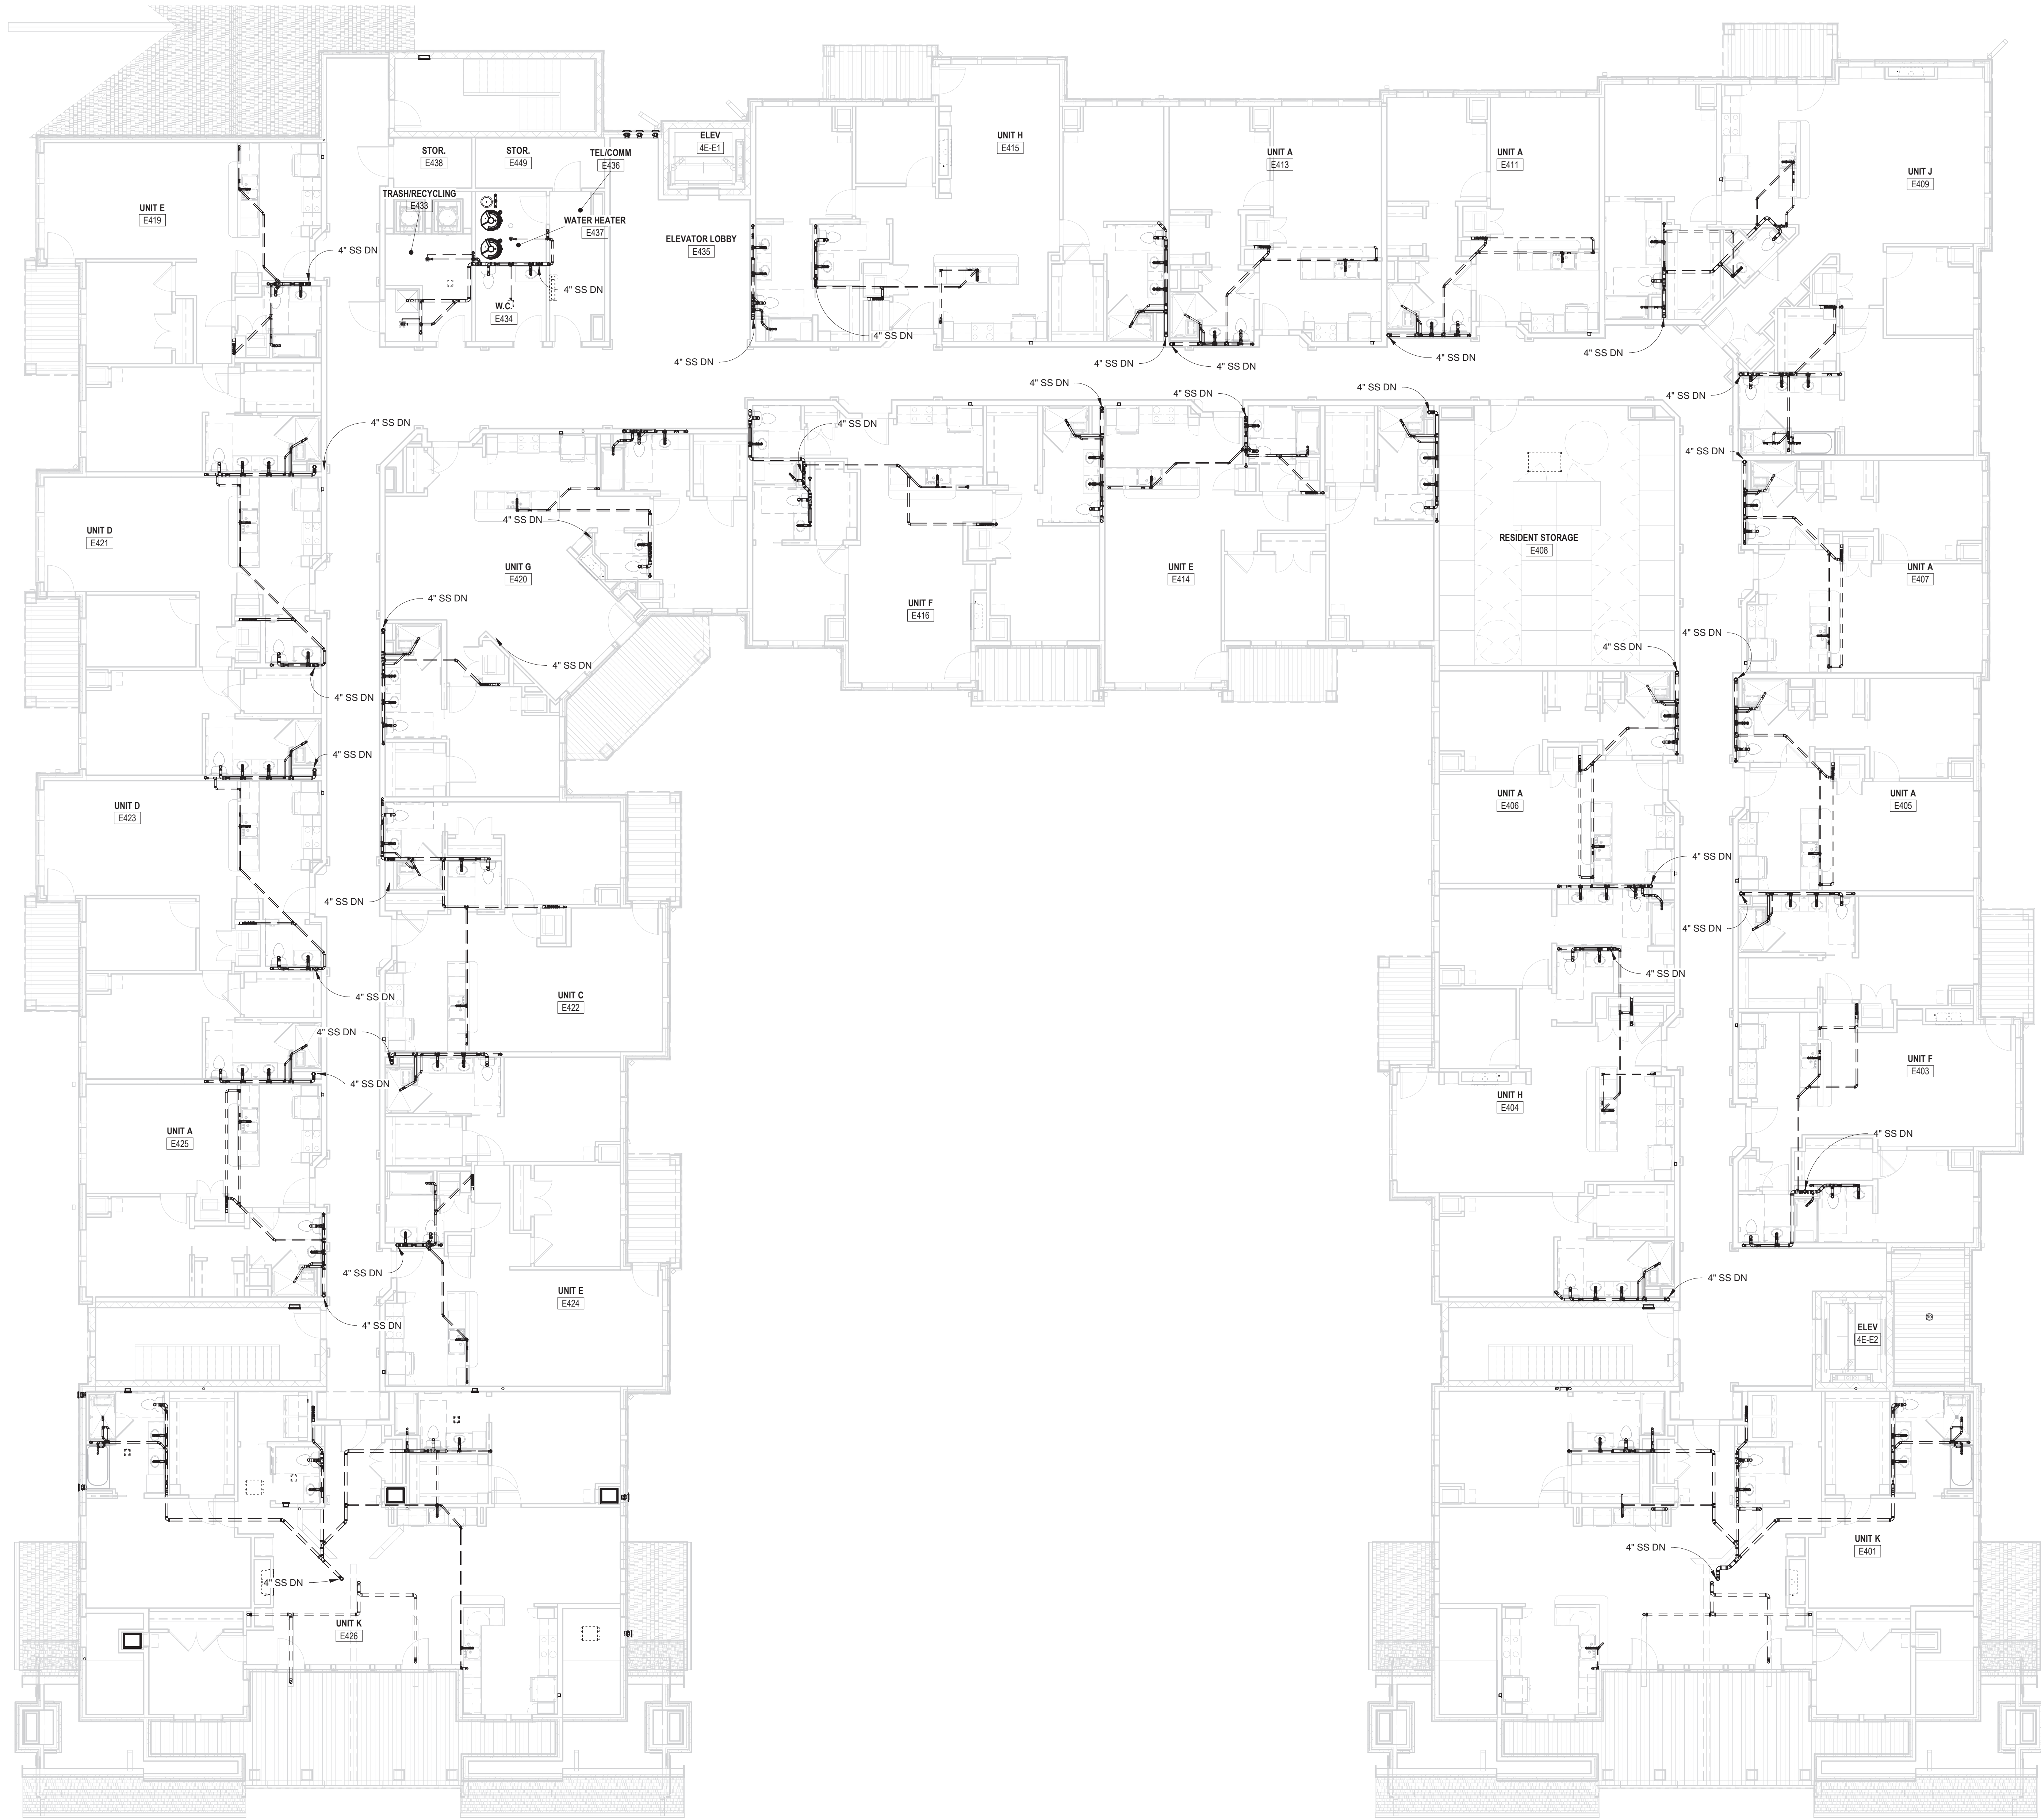 ELEV
4E-E1
STOR.
E438
STOR.
E449
TEL/COMM
E436
UNIT H
E415
UNIT A
E413
UNIT A
E411
UNIT J
E409
TRASH/RECYCLING
E433
WATER HEATER
E437
UNIT E
E419
ELEVATOR LOBBY
E435
4" SS DN
4" SS DN
W.C.
E434
4" SS DN
4" SS DN
4" SS DN
4" SS DN
4" SS DN
4" SS DN
4" SS DN
4" SS DN
4" SS DN
4" SS DN
4" SS DN
4" SS DN
4" SS DN
UNIT D
E421
4" SS DN
RESIDENT STORAGE
E408
UNIT G
E420
UNIT E
E414
UNIT A
E407
4" SS DN
UNIT F
E416
4" SS DN
4" SS DN
4" SS DN
4" SS DN
4" SS DN
UNIT D
E423
UNIT A
E406
UNIT A
E405
4" SS DN
4" SS DN
4" SS DN
4" SS DN
4" SS DN
UNIT C
E422
4" SS DN
UNIT F
E403
4" SS DN
UNIT H
E404
UNIT A
E425
4" SS DN
4" SS DN
4" SS DN
UNIT E
E424
4" SS DN
ELEV
4E-E2
UNIT K
E401
4" SS DN
4" SS DN
UNIT K
E426